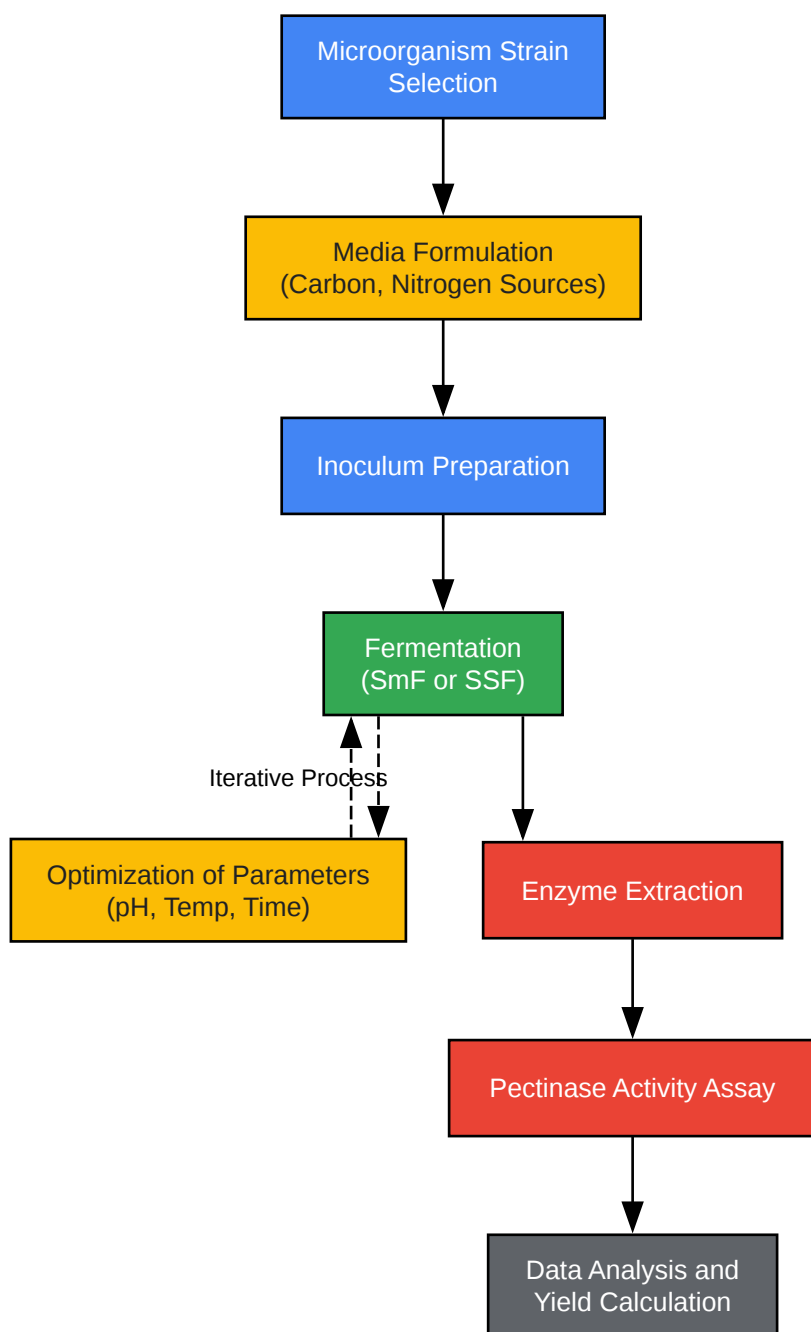 Microorganism Strain
Selection
Media Formulation
(Carbon, Nitrogen Sources)
Inoculum Preparation
Fermentation
(SmF or SSF)
Iterative Process
Optimization of Parameters
(pH, Temp, Time)
Enzyme Extraction
Pectinase Activity Assay
Data Analysis and
Yield Calculation